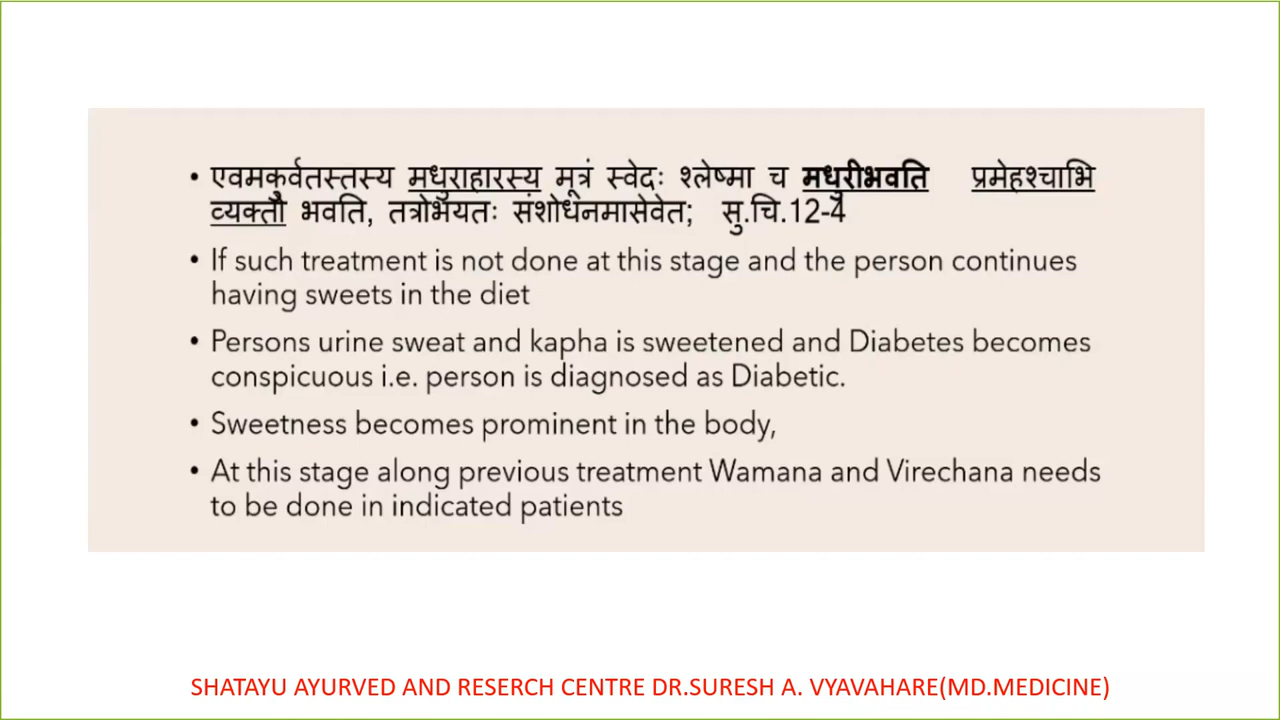 • एवमकुर्वतस्तस्य मधुराहारस्य मूत्रं स्वेदः श्लेष्मा च मधुरीभवति प्रमेहश्चाभि
व्यक्तो भवति, तत्रोभयतः संशोधनमासेवेत; सु.चि.12-4
• If such treatment is not done at this stage and the person continues
having sweets in the diet
• Persons urine sweat and kapha is sweetened and Diabetes becomes
conspicuous i.e. person is diagnosed as Diabetic.
• Sweetness becomes prominent in the body,
• At this stage along previous treatment Wamana and Virechana needs
to be done in indicated patients
SHATAYU AYURVED AND RESERCH CENTRE DR.SURESH A. VYAVAHARE(MD.MEDICINE)